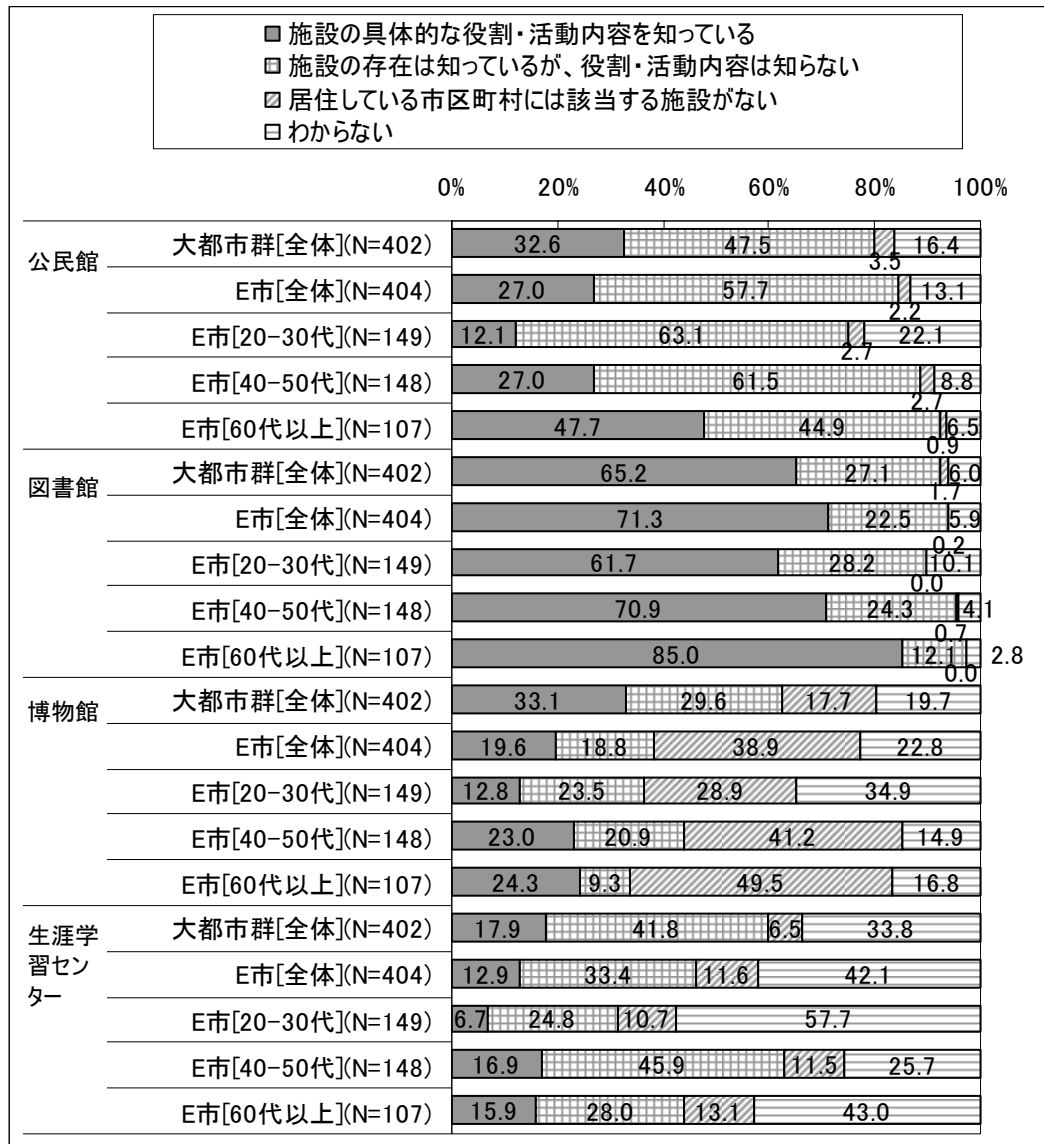 施設の具体的な役割・活動内容を知っている
施設の存在は知っているが、役割・活動内容は知らない
居住している市区町村には該当する施設がない
わからない
0% 20% 40% 60% 80% 100%
公民館
大都市群[全体](N=402) 32.6 47.5 3.5 16.4
E市[全体](N=404) 27.0 57.7 2.2 13.1
E市[20-30代](N=149) 12.1 63.1 2.7 22.1
E市[40-50代](N=148) 27.0 61.5 2.7 8.8
E市[60代以上](N=107) 47.7 44.9 0.9 6.5
図書館
大都市群[全体](N=402) 65.2 27.1 1.7 6.0
E市[全体](N=404) 71.3 22.5 0.2 5.9
E市[20-30代](N=149) 61.7 28.2 0.0 10.1
E市[40-50代](N=148) 70.9 24.3 0.7 4.1
E市[60代以上](N=107) 85.0 12.1 0.0 2.8
博物館
大都市群[全体](N=402) 33.1 29.6 17.7 19.7
E市[全体](N=404) 19.6 18.8 38.9 22.8
E市[20-30代](N=149) 12.8 23.5 28.9 34.9
E市[40-50代](N=148) 23.0 20.9 41.2 14.9
E市[60代以上](N=107) 24.3 9.3 49.5 16.8
生涯学
習セン
ター
大都市群[全体](N=402) 17.9 41.8 6.5 33.8
E市[全体](N=404) 12.9 33.4 11.6 42.1
E市[20-30代](N=149) 6.7 24.8 10.7 57.7
E市[40-50代](N=148) 16.9 45.9 11.5 25.7
E市[60代以上](N=107) 15.9 28.0 13.1 43.0